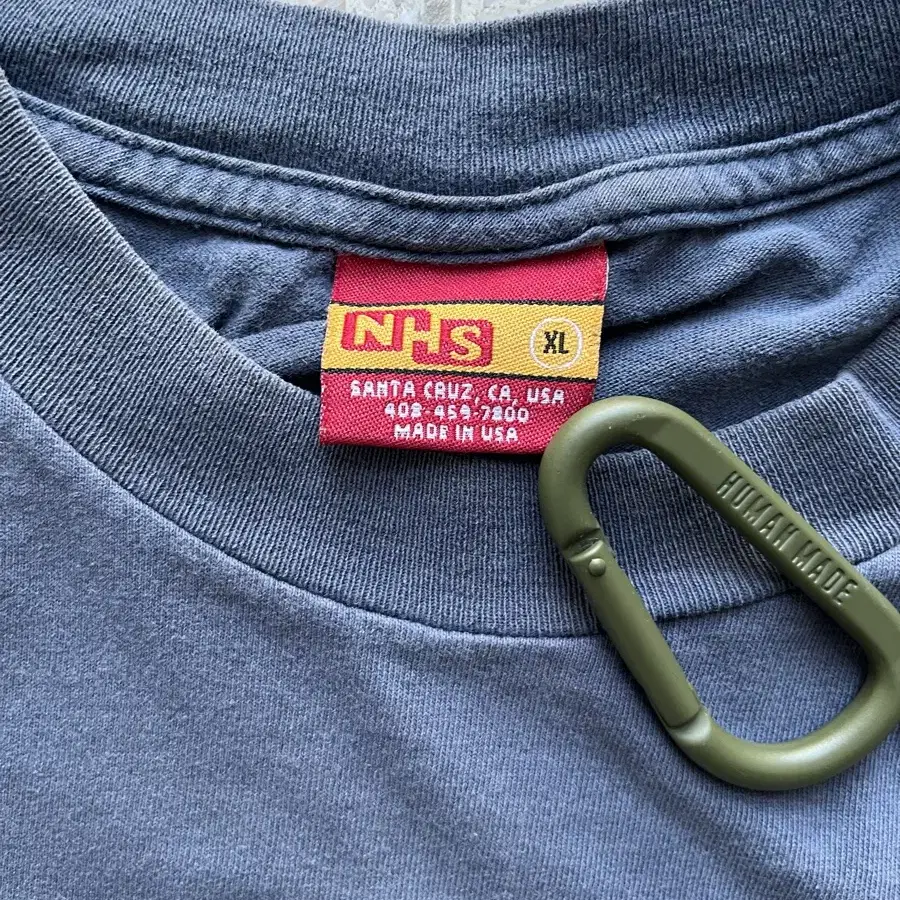 NHS
XL
SANTA CRUZ, CA, USA
408-459-7800
MADE IN USA
HUMAN MADE